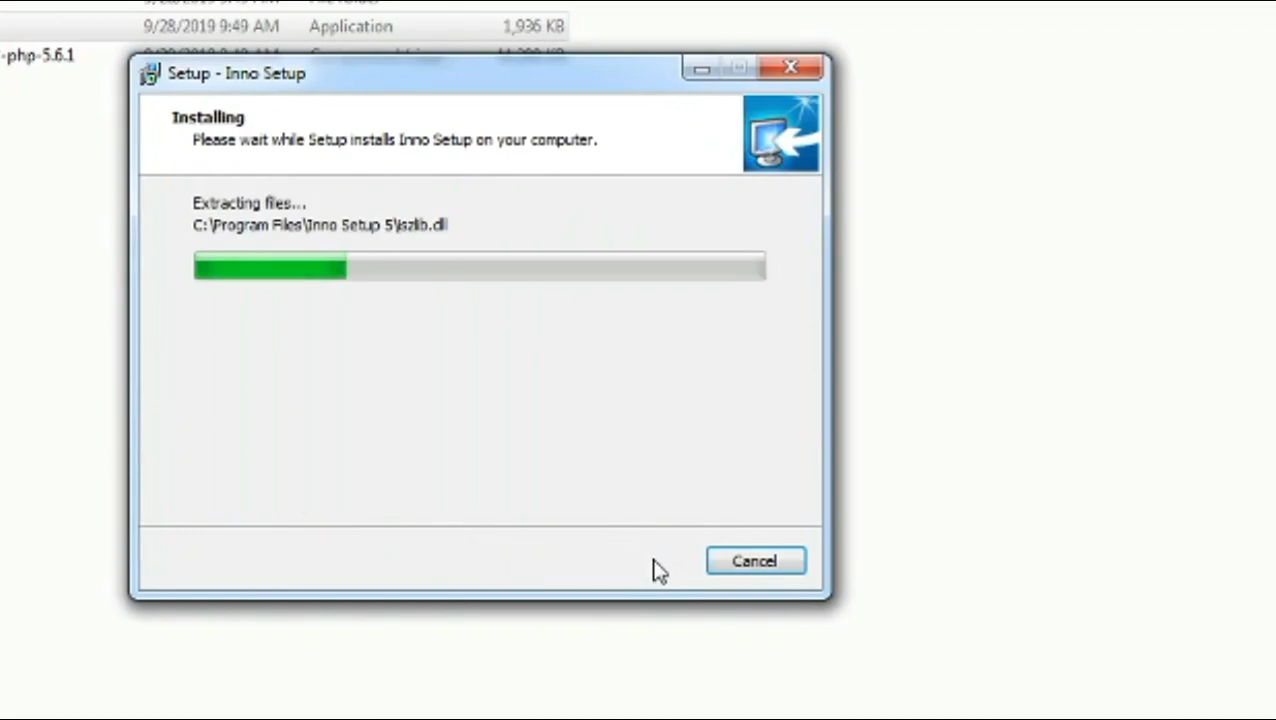 9/28/2019 9:49 AM Application 1,936 KB
-php-5.6.1
Setup - Inno Setup
Installing
Please wait while Setup installs Inno Setup on your computer.
Extracting files...
C:\Program Files\Inno Setup 5\iszlib.dll
Cancel